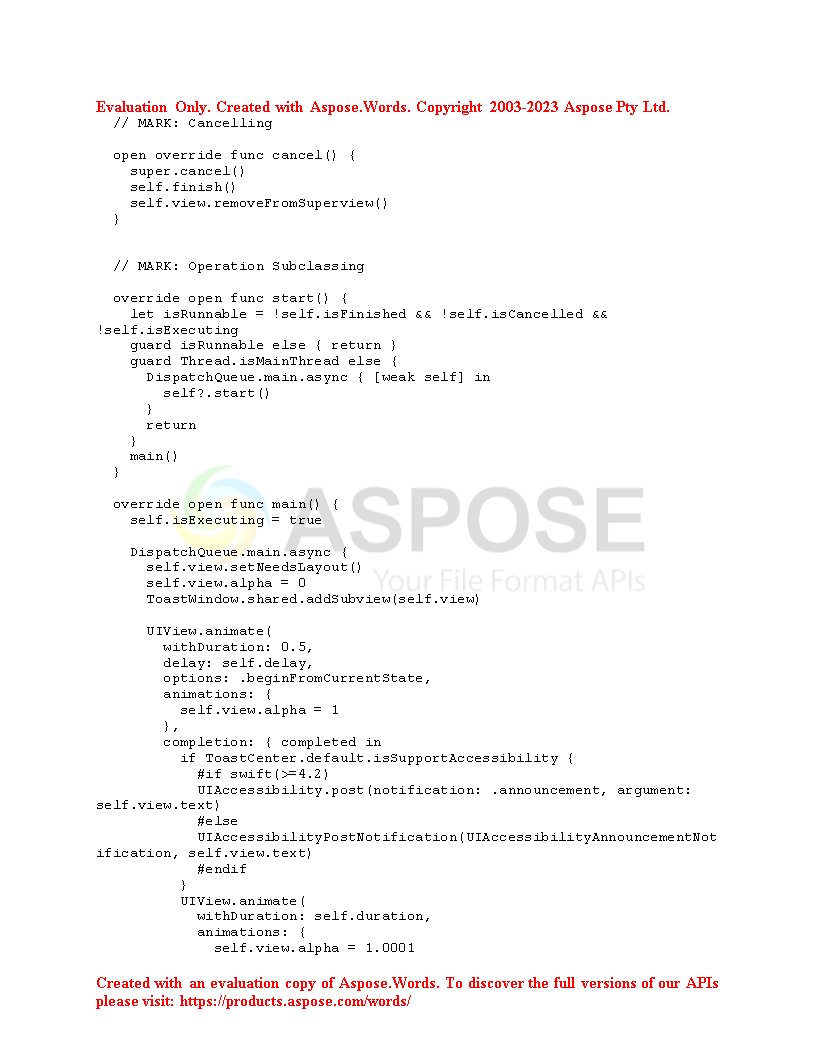 Evaluation Only. Created with Aspose.Words. Copyright 2003-2023 Aspose Pty Ltd.
  // MARK: Cancelling

  open override func cancel() {
    super.cancel()
    self.finish()
    self.view.removeFromSuperview()
  }


  // MARK: Operation Subclassing

  override open func start() {
    let isRunnable = !self.isFinished && !self.isCancelled &&
!self.isExecuting
    guard isRunnable else { return }
    guard Thread.isMainThread else {
      DispatchQueue.main.async { [weak self] in
        self?.start()
      }
      return
    }
    main()
  }

  override open func main() {
    self.isExecuting = true

    DispatchQueue.main.async {
      self.view.setNeedsLayout()
      self.view.alpha = 0
      ToastWindow.shared.addSubview(self.view)

      UIView.animate(
        withDuration: 0.5,
        delay: self.delay,
        options: .beginFromCurrentState,
        animations: {
          self.view.alpha = 1
        },
        completion: { completed in
          if ToastCenter.default.isSupportAccessibility {
            #if swift(>=4.2)
            UIAccessibility.post(notification: .announcement, argument:
self.view.text)
            #else
            UIAccessibilityPostNotification(UIAccessibilityAnnouncementNot
ification, self.view.text)
            #endif
          }
          UIView.animate(
            withDuration: self.duration,
            animations: {
              self.view.alpha = 1.0001
ASPOSE
Your File Format APIs
Created with an evaluation copy of Aspose.Words. To discover the full versions of our APIs
please visit: https://products.aspose.com/words/